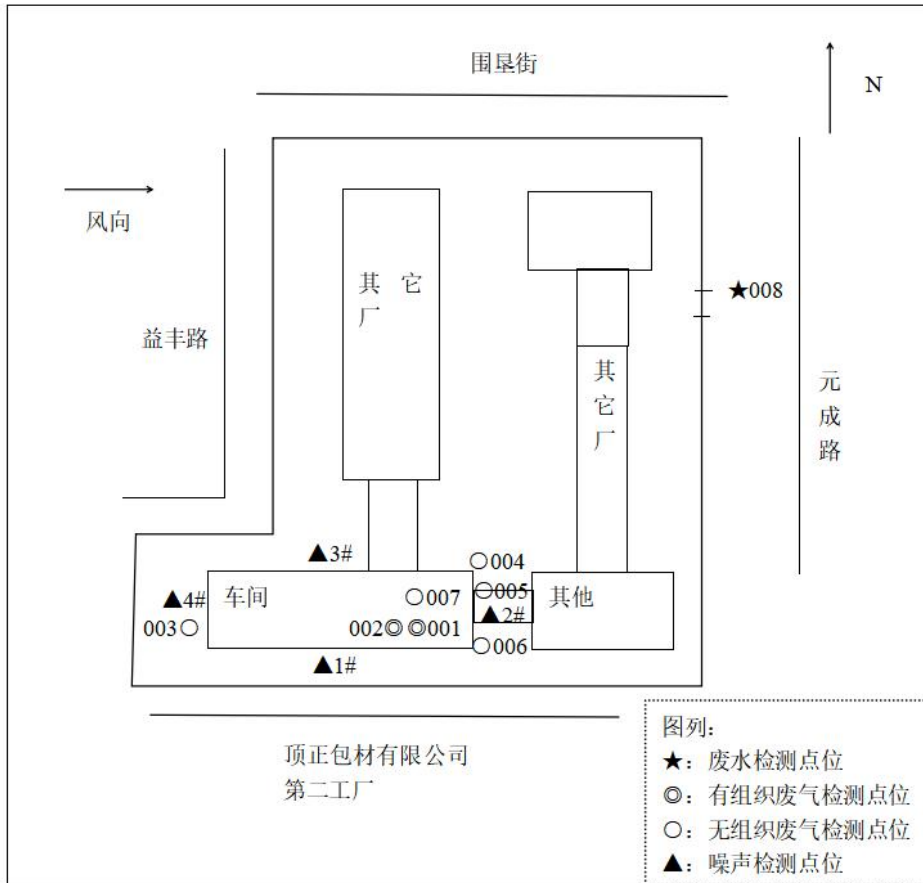 围垦街
N
风向
益丰路
其 它
厂
★008
其
它
厂
元
成
路
▲3#
○004
○005
▲4#
车间
○007
▲2#
其他
003○
002◎◎001
○006
▲1#
顶正包材有限公司
第二工厂
图列:
★: 废水检测点位
◎: 有组织废气检测点位
○: 无组织废气检测点位
▲: 噪声检测点位